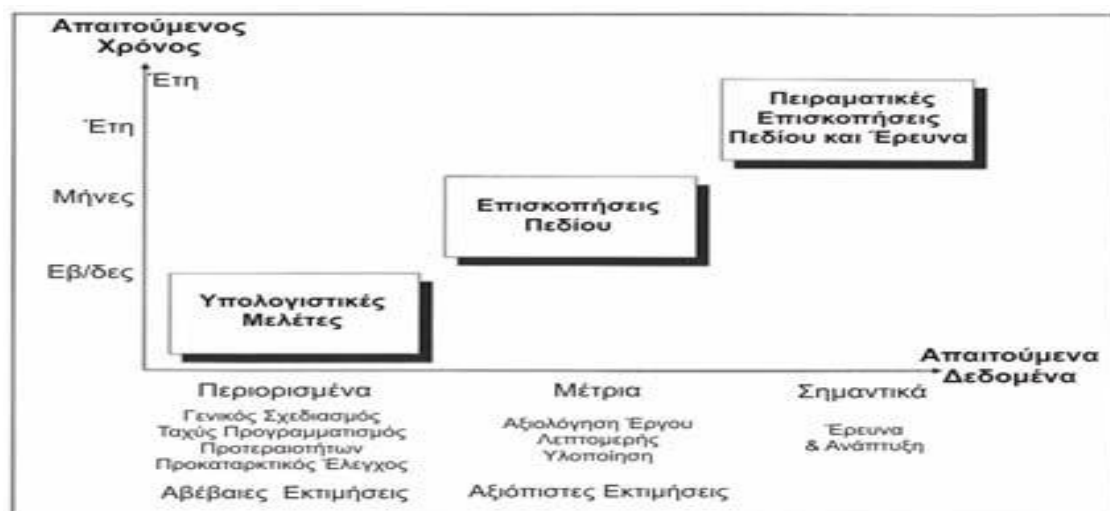 Απαιτούμενος
Χρόνος
Έτη
Έτη
Μήνες
Εβ/δες
Πειραματικές
Επισκοπήσεις
Πεδίου και Έρευνα
Επισκοπήσεις
Πεδίου
Υπολογιστικές
Μελέτες
Απαιτούμενα
Δεδομένα
Περιορισμένα
Γενικός Σχεδιασμός
Ταχύς Προγραμματισμός
Προτεραιοτήτων
Προκαταρκτικός Έλεγχος
Αβέβαιες Εκτιμήσεις
Μέτρια
Αξιολόγηση Έργου
Λεπτομερής
Υλοποίηση
Αξιόπιστες Εκτιμήσεις
Σημαντικά
Έρευνα
& Ανάπτυξη